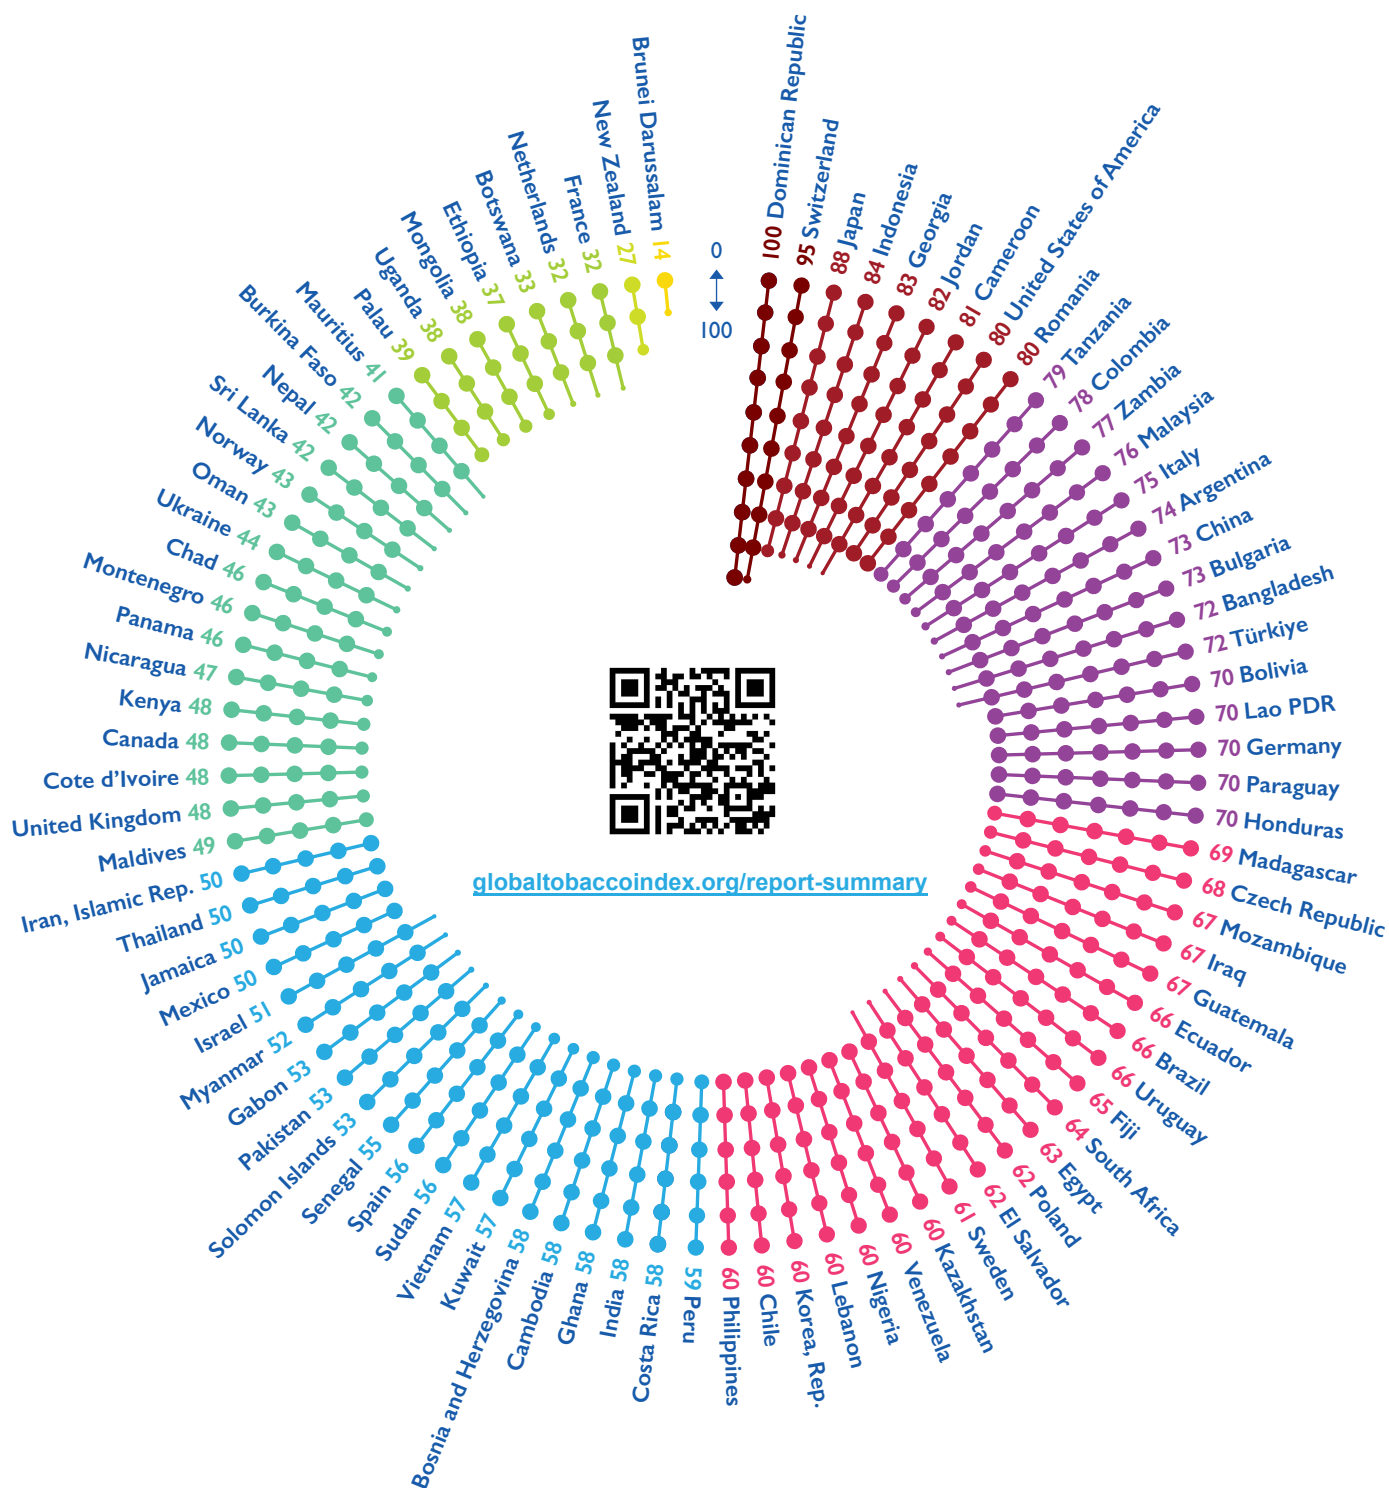 0
100
100 Dominican Republic
95 Switzerland
88 Japan
84 Indonesia
83 Georgia
82 Jordan
81 Cameroon
80 United States of America
80 Romania
79 Tanzania
78 Colombia
77 Zambia
76 Malaysia
75 Italy
74 Argentina
73 China
73 Bulgaria
72 Bangladesh
72 Türkiye
70 Bolivia
70 Lao PDR
70 Germany
70 Paraguay
70 Honduras
69 Madagascar
68 Czech Republic
67 Mozambique
67 Iraq
67 Guatemala
66 Ecuador
66 Brazil
66 Uruguay
65 Fiji
64 South Africa
63 Egypt
62 Poland
62 El Salvador
61 Sweden
60 Kazakhstan
60 Venezuela
60 Nigeria
60 Lebanon
60 Korea, Rep.
60 Chile
60 Philippines
59 Peru
Costa Rica 58
India 58
Ghana 58
Cambodia 58
Bosnia and Herzegovina 58
Kuwait 57
Vietnam 57
Sudan 56
Spain 56
Senegal 55
Solomon Islands 53
Pakistan 53
Gabon 53
Myanmar 52
Israel 51
Mexico 50
Jamaica 50
Thailand 50
Iran, Islamic Rep. 50
Maldives 49
United Kingdom 48
Cote d’Ivoire 48
Canada 48
Kenya 48
Nicaragua 47
Panama 46
Montenegro 46
Chad 46
Ukraine 44
Oman 43
Norway 43
Sri Lanka 42
Nepal 42
Burkina Faso 42
Mauritius 41
Palau 39
Uganda 38
Mongolia 38
Ethiopia 37
Botswana 33
Netherlands 32
France 32
New Zealand 27
Brunei Darussalam 14
globaltobaccoindex.org/report-summary